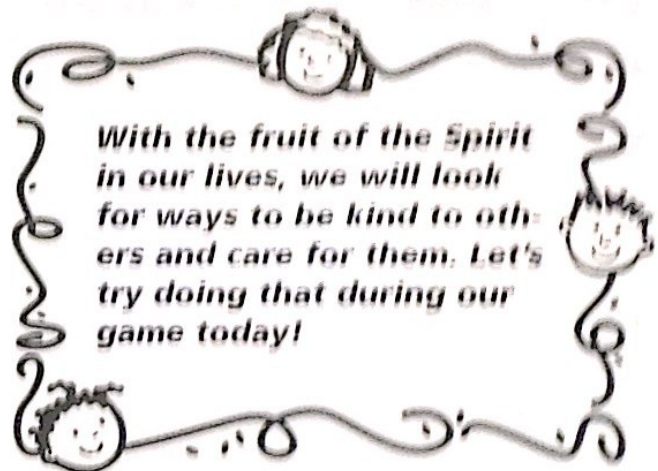 With the fruit of the Spirit
in our lives, we will look
for ways to be kind to oth-
ers and care for them. Let's
try doing that during our
game today!